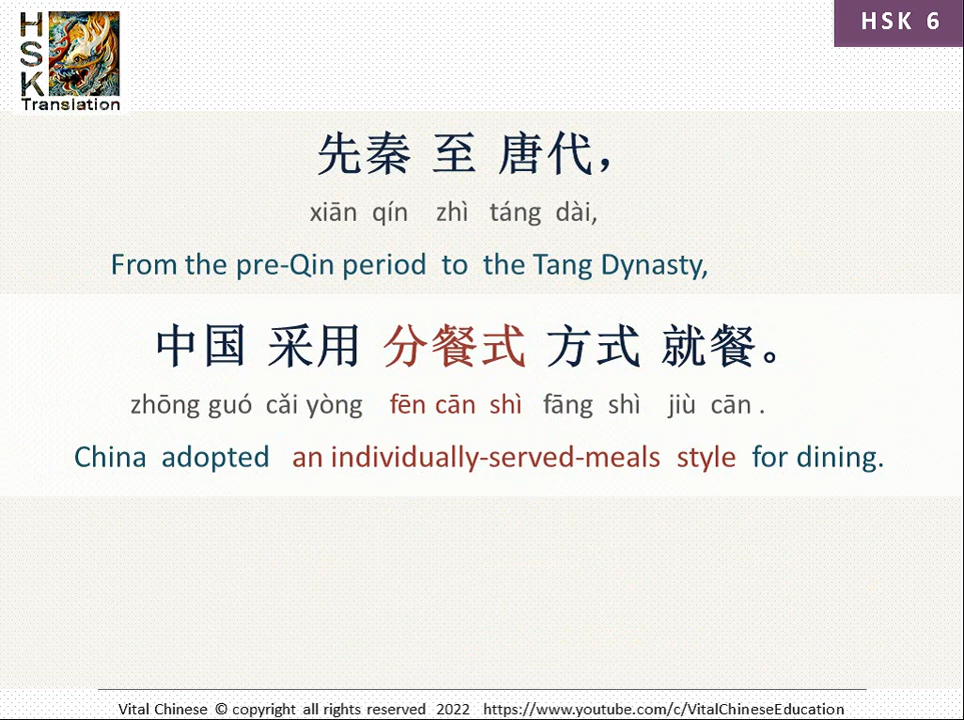 HSK
Translation
HSK 6
先秦 至 唐代，
xiān qín zhì táng dài,
From the pre-Qin period to the Tang Dynasty,
中国 采用 分餐式 方式 就餐。
zhōng guó cǎi yòng fēn cān shì fāng shì jiù cān .
China adopted an individually-served-meals style for dining.
Vital Chinese © copyright all rights reserved 2022 https://www.youtube.com/c/VitalChineseEducation